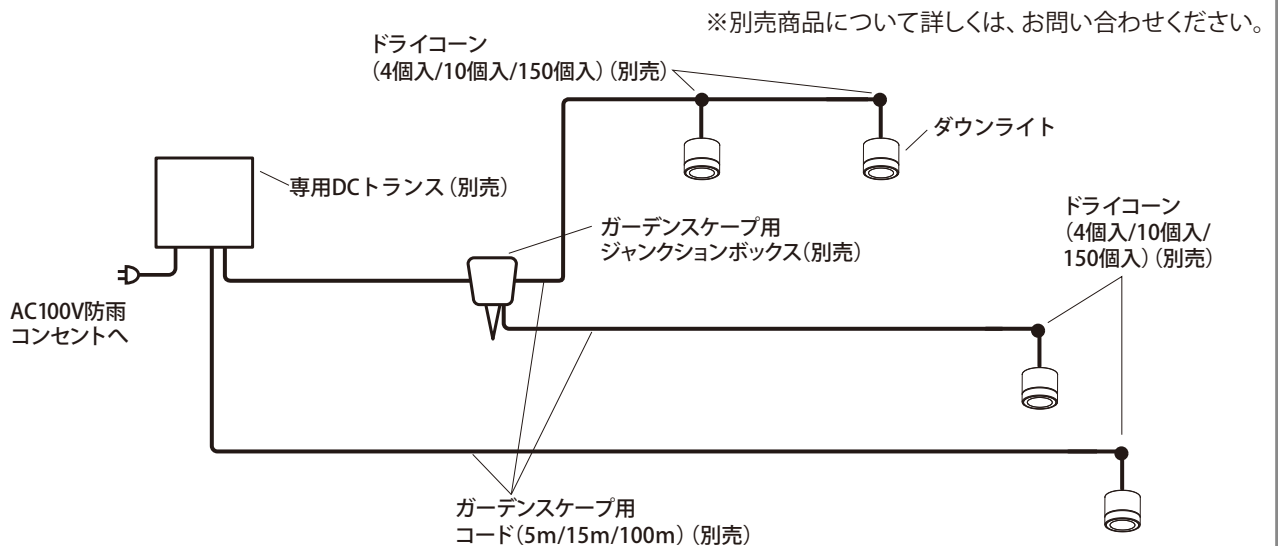 ※別売商品について詳しくは、お問い合わせください。
ドライコーン
（4個入/10個入/150個入）（別売）
ダウンライト
専用DCトランス（別売）
ガーデンスケープ用
ジャンクションボックス（別売）
ドライコーン
（4個入/10個入/
150個入）（別売）
AC100V防雨
コンセントへ
ガーデンスケープ用
コード（5m/15m/100m）（別売）